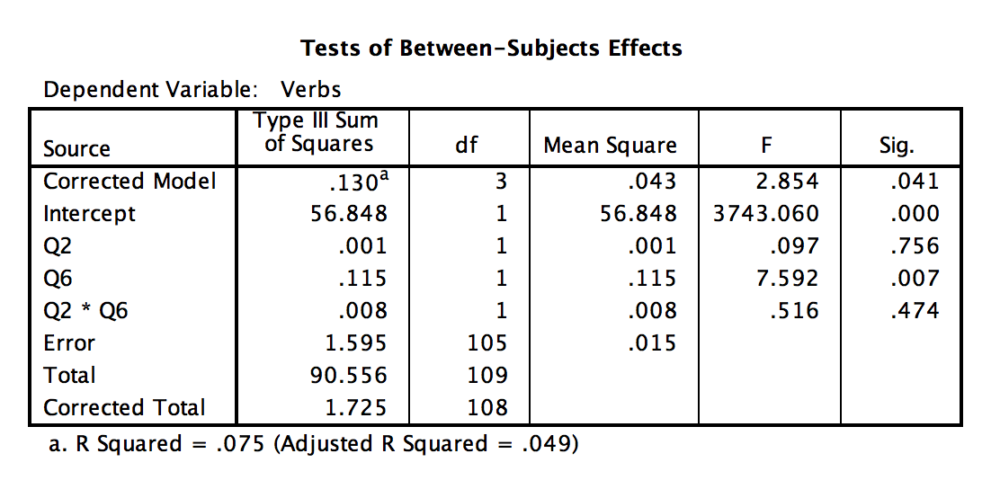 Tests of Between-Subjects Effects
Dependent Variable: Verbs
Source Type III Sum of Squares df Mean Square F Sig.
Corrected Model .130a 3 .043 2.854 .041
Intercept 56.848 1 56.848 3743.060 .000
Q2 .001 1 .001 .097 .756
Q6 .115 1 .115 7.592 .007
Q2 * Q6 .008 1 .008 .516 .474
Error 1.595 105 .015
Total 90.556 109
Corrected Total 1.725 108
a. R Squared = .075 (Adjusted R Squared = .049)